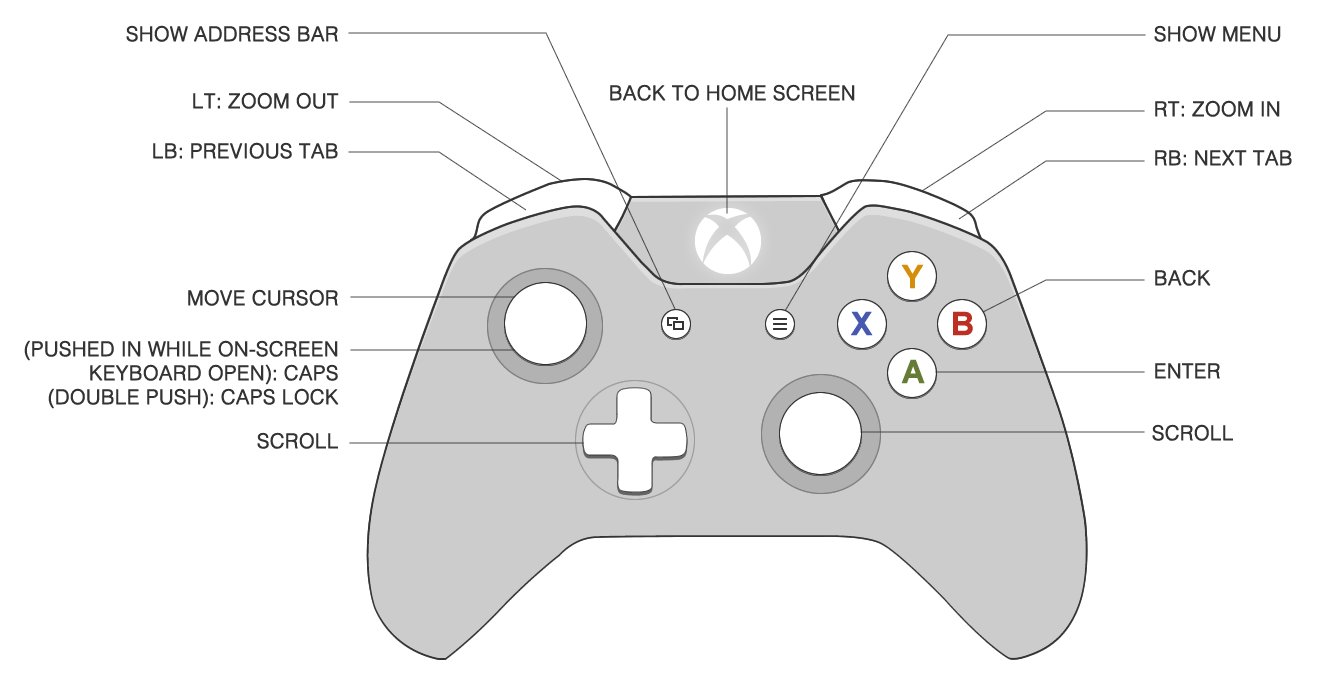 SHOW ADDRESS BAR
SHOW MENU
BACK TO HOME SCREEN
LT: ZOOM OUT
RT: ZOOM IN
LB: PREVIOUS TAB
RB: NEXT TAB
Y
BACK
MOVE CURSOR
X
B
(PUSHED IN WHILE ON-SCREEN
KEYBOARD OPEN): CAPS
(DOUBLE PUSH): CAPS LOCK
A
ENTER
SCROLL
SCROLL